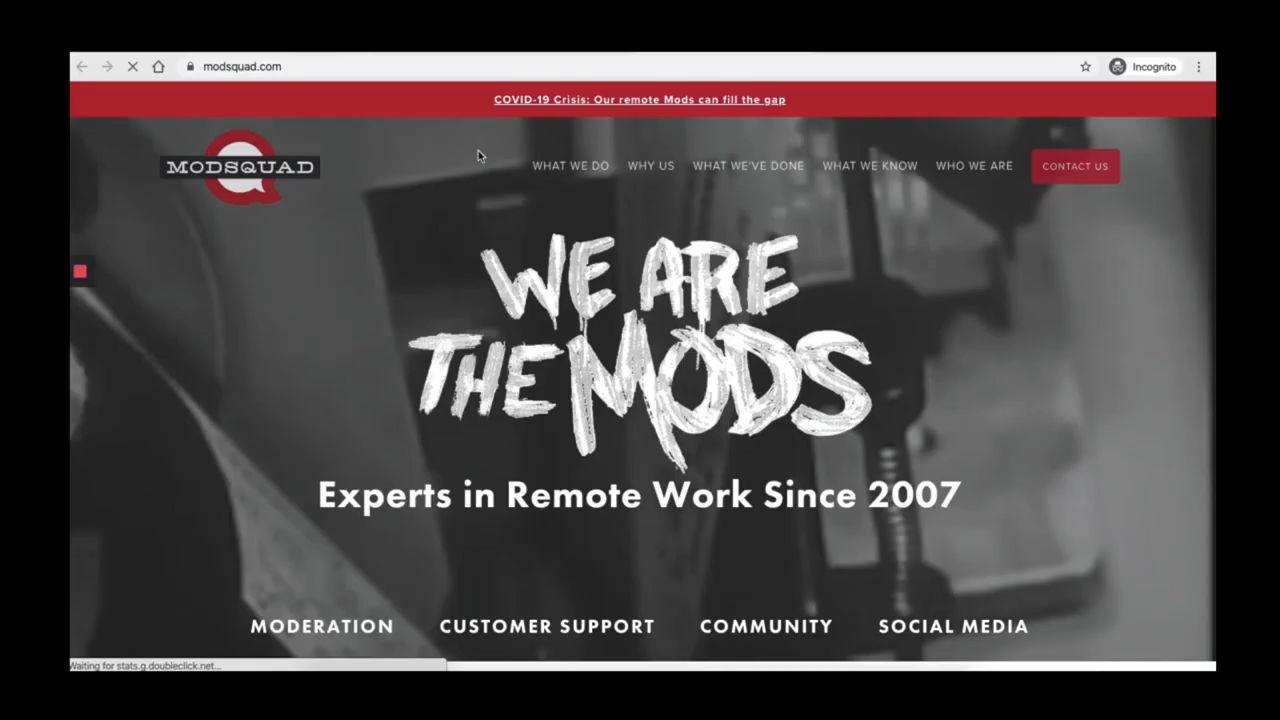 modsquad.com
Incognito
COVID-19 Crisis: Our remote Mods can fill the gap
MODSQUAD
WHAT WE DO WHY US WHAT WE'VE DONE WHAT WE KNOW WHO WE ARE CONTACT US
WE ARE
THE MODS
Experts in Remote Work Since 2007
MODERATION CUSTOMER SUPPORT COMMUNITY SOCIAL MEDIA
Waiting for stats.g.doubleclick.net...